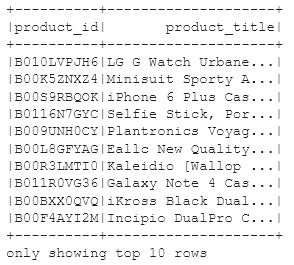 +----------+--------------------+
|product_id|       product_title|
+----------+--------------------+
|B010LVPJH6|LG G Watch Urbane...|
|B00K5ZNXZ4|Minisuit Sporty A...|
|B00S9RBQOK|iPhone 6 Plus Cas...|
|B0116N7GYC|Selfie Stick, Por...|
|B009UNH0CY|Plantronics Voyag...|
|B00L8GFYAG|Eallc New Quality...|
|B00R3LMTI0|Kaleidio [Wallop ...|
|B011R0VG36|Galaxy Note 4 Cas...|
|B00BXX0QVQ|iKross Black Dual...|
|B00F4AYI2M|Incipio DualPro C...|
+----------+--------------------+
only showing top 10 rows